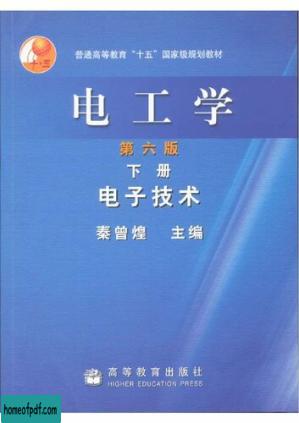 普通高等教育“十五”国家级规划教材
十·五
电工学
第六版
下册
电子技术
秦曾煌 主编
高等教育出版社
HIGHER EDUCATION PRESS
homeofpdf.com